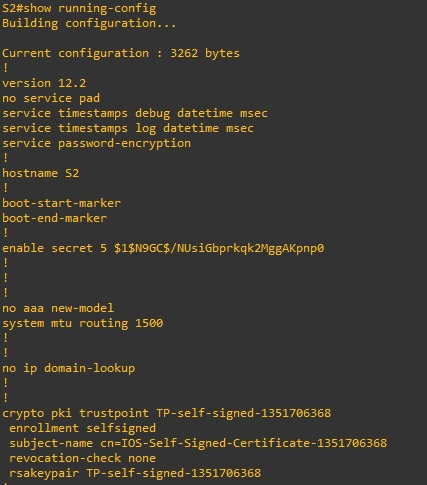 S2#show running-config
Building configuration...
Current configuration : 3262 bytes
!
version 12.2
no service pad
service timestamps debug datetime msec
service timestamps log datetime msec
service password-encryption
!
hostname S2
!
boot-start-marker
boot-end-marker
!
enable secret 5 $1$N9GC$/NUsiGbprkqk2MggAKpnp0
!
!
!
!
no aaa new-model
system mtu routing 1500
!
!
no ip domain-lookup
!
!
crypto pki trustpoint TP-self-signed-1351706368
 enrollment selfsigned
 subject-name cn=IOS-Self-Signed-Certificate-1351706368
 revocation-check none
 rsakeypair TP-self-signed-1351706368
!